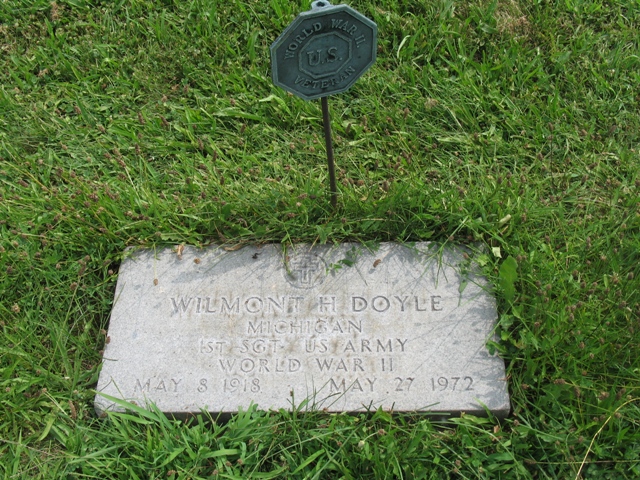 WORLD WAR II
U.S.
VETERAN
WILMONT H DOYLE
MICHIGAN
1ST SGT US ARMY
WORLD WAR II
MAY 8 1918 MAY 27 1972